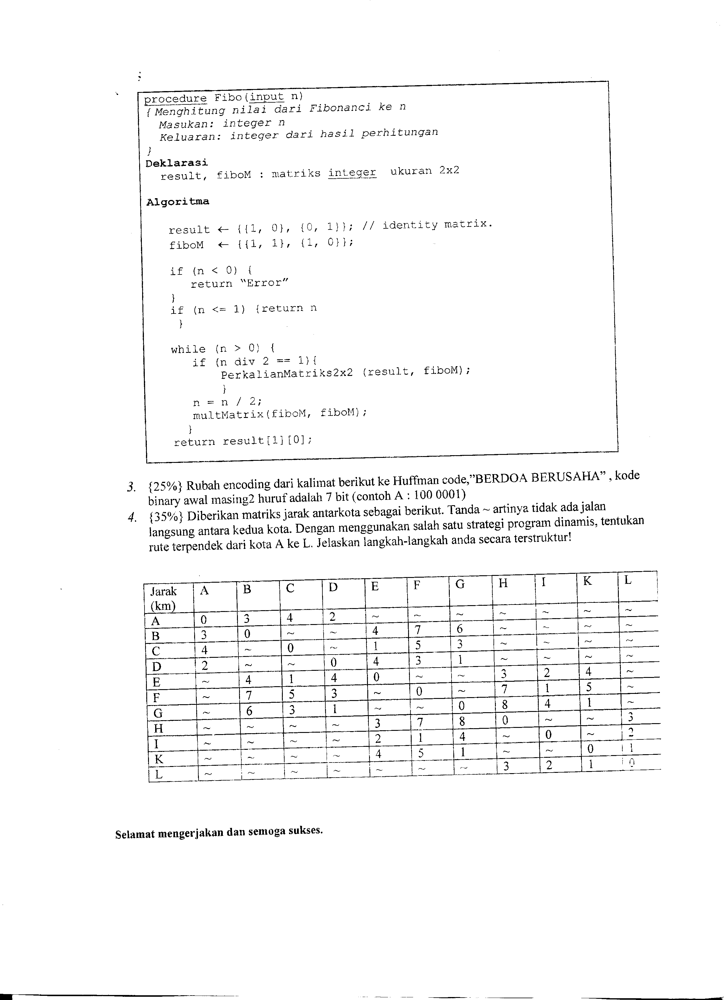 procedure Fibo(input n)
{ Menghitung nilai dari Fibonanci ke n
Masukan: integer n
Keluaran: integer dari hasil perhitungan
}
Deklarasi
result, fiboM : matriks integer ukuran 2x2
Algoritma
result ← {{1, 0}, {0, 1}}; // identity matrix.
fiboM ← {{1, 1}, {1, 0}};
if (n < 0) {
return “Error”
}
if (n <= 1) {return n
}
while (n > 0) {
if (n div 2 == 1){
PerkalianMatriks2x2 (result, fiboM);
}
n = n / 2;
multMatrix(fiboM, fiboM);
}
return result[1][0];
3. {25%} Rubah encoding dari kalimat berikut ke Huffman code,”BERDOA BERUSAHA” , kode
binary awal masing2 huruf adalah 7 bit (contoh A : 100 0001)
4. {35%} Diberikan matriks jarak antarkota sebagai berikut. Tanda ~ artinya tidak ada jalan
langsung antara kedua kota. Dengan menggunakan salah satu strategi program dinamis, tentukan
rute terpendek dari kota A ke L. Jelaskan langkah-langkah anda secara terstruktur!
Jarak A B C D E F G H I K L
(km)
A 0 3 4 2 ~ ~ ~ ~ ~ ~ ~
B 3 0 ~ ~ 4 7 6 ~ ~ ~ ~
C 4 ~ 0 ~ 1 5 3 ~ ~ ~ ~
D 2 ~ ~ 0 4 3 1 ~ ~ ~ ~
E ~ 4 1 4 0 ~ ~ 3 2 4 ~
F ~ 7 5 3 ~ 0 ~ 7 1 5 ~
G ~ 6 3 1 ~ ~ 0 8 4 1 ~
H ~ ~ ~ ~ 3 7 8 0 ~ ~ 3
I ~ ~ ~ ~ 2 1 4 ~ 0 ~ 2
K ~ ~ ~ ~ 4 5 1 ~ ~ 0 1
L ~ ~ ~ ~ ~ ~ ~ 3 2 1 0
Selamat mengerjakan dan semoga sukses.